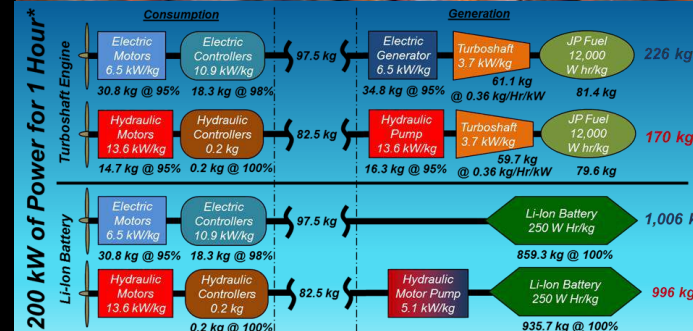 Consumption
Generation
200 kW of Power for 1 Hour*
Turboshaft Engine
Electric
Motors
6.5 kW/kg
30.8 kg @ 95%
Electric
Controllers
10.9 kW/kg
18.3 kg @ 98%
97.5 kg
Electric
Generator
6.5 kW/kg
34.8 kg @ 95%
Turboshaft
3.7 kW/kg
61.1 kg
@ 0.36 kg/Hr/kW
JP Fuel
12,000
W hr/kg
81.4 kg
226 kg
Hydraulic
Motors
13.6 kW/kg
14.7 kg @ 95%
Hydraulic
Controllers
0.2 kg
0.2 kg @ 100%
82.5 kg
Hydraulic
Pump
13.6 kW/kg
16.3 kg @ 95%
Turboshaft
3.7 kW/kg
59.7 kg
@ 0.36 kg/Hr/kW
JP Fuel
12,000
W hr/kg
79.6 kg
170 kg
Li-Ion Battery
Electric
Motors
6.5 kW/kg
30.8 kg @ 95%
Electric
Controllers
10.9 kW/kg
18.3 kg @ 98%
97.5 kg
Li-Ion Battery
250 W Hr/kg
859.3 kg @ 100%
1,006 k
Hydraulic
Motors
13.6 kW/kg
Hydraulic
Controllers
0.2 kg
0.2 kg @ 100%
82.5 kg
Hydraulic
Motor Pump
5.1 kW/kg
Li-Ion Battery
250 W Hr/kg
935.7 kg @ 100%
996 kg